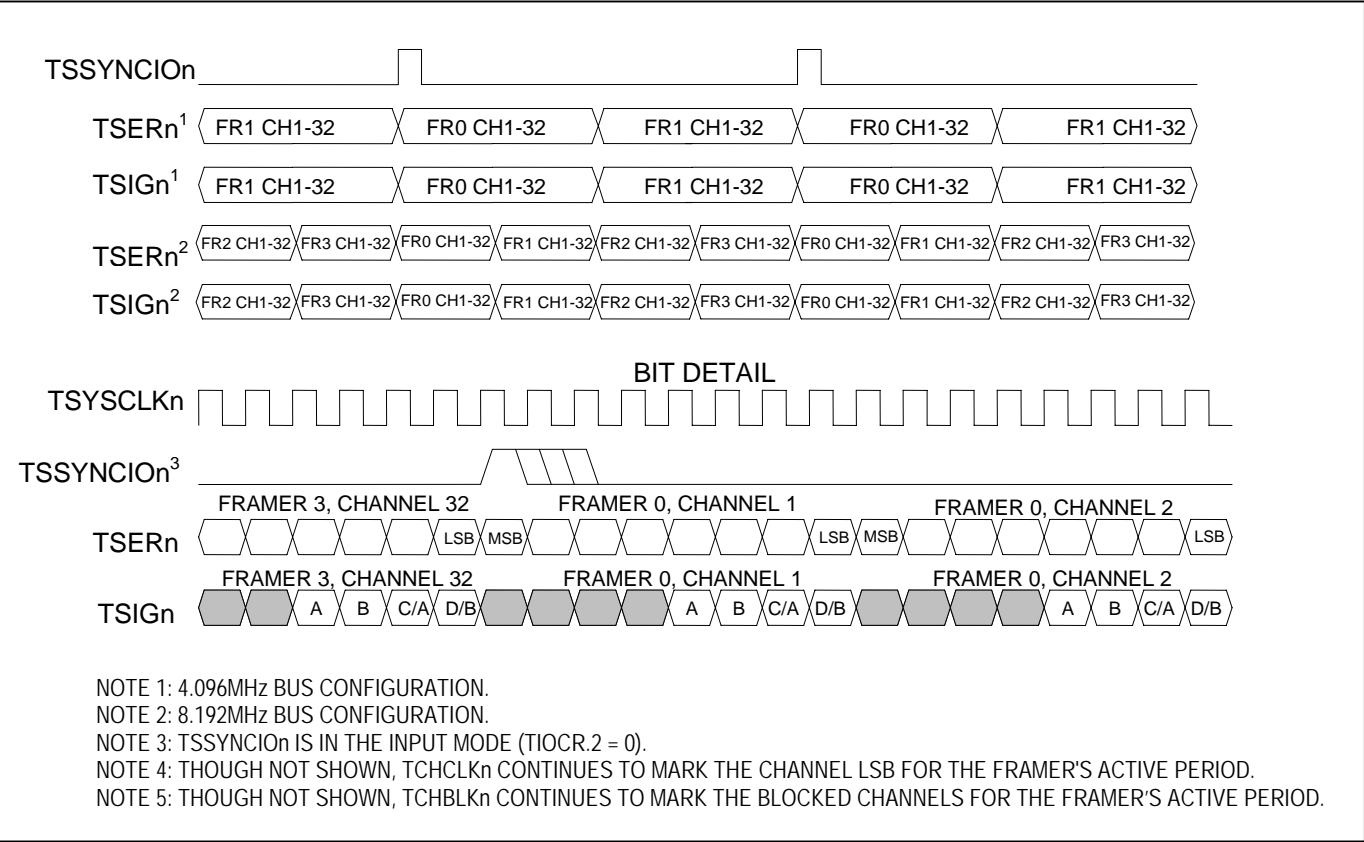 TSSYNCIOn
TSERn¹ FR1 CH1-32 FR0 CH1-32 FR1 CH1-32 FR0 CH1-32 FR1 CH1-32
TSIGn¹ FR1 CH1-32 FR0 CH1-32 FR1 CH1-32 FR0 CH1-32 FR1 CH1-32
TSERn² FR2 CH1-32 FR3 CH1-32 FR0 CH1-32 FR1 CH1-32 FR2 CH1-32 FR3 CH1-32 FR0 CH1-32 FR1 CH1-32 FR2 CH1-32 FR3 CH1-32
TSIGn² FR2 CH1-32 FR3 CH1-32 FR0 CH1-32 FR1 CH1-32 FR2 CH1-32 FR3 CH1-32 FR0 CH1-32 FR1 CH1-32 FR2 CH1-32 FR3 CH1-32
BIT DETAIL
TSYSCLKn
TSSYNCIOn³
FRAMER 3, CHANNEL 32 FRAMER 0, CHANNEL 1 FRAMER 0, CHANNEL 2
TSERn LSB MSB LSB MSB LSB
FRAMER 3, CHANNEL 32 FRAMER 0, CHANNEL 1 FRAMER 0, CHANNEL 2
TSIGn A B C/A D/B A B C/A D/B A B C/A D/B
NOTE 1: 4.096MHz BUS CONFIGURATION.
NOTE 2: 8.192MHz BUS CONFIGURATION.
NOTE 3: TSSYNCIOn IS IN THE INPUT MODE (TIOCR.2 = 0).
NOTE 4: THOUGH NOT SHOWN, TCHCLKn CONTINUES TO MARK THE CHANNEL LSB FOR THE FRAMER'S ACTIVE PERIOD.
NOTE 5: THOUGH NOT SHOWN, TCHBLKn CONTINUES TO MARK THE BLOCKED CHANNELS FOR THE FRAMER’S ACTIVE PERIOD.